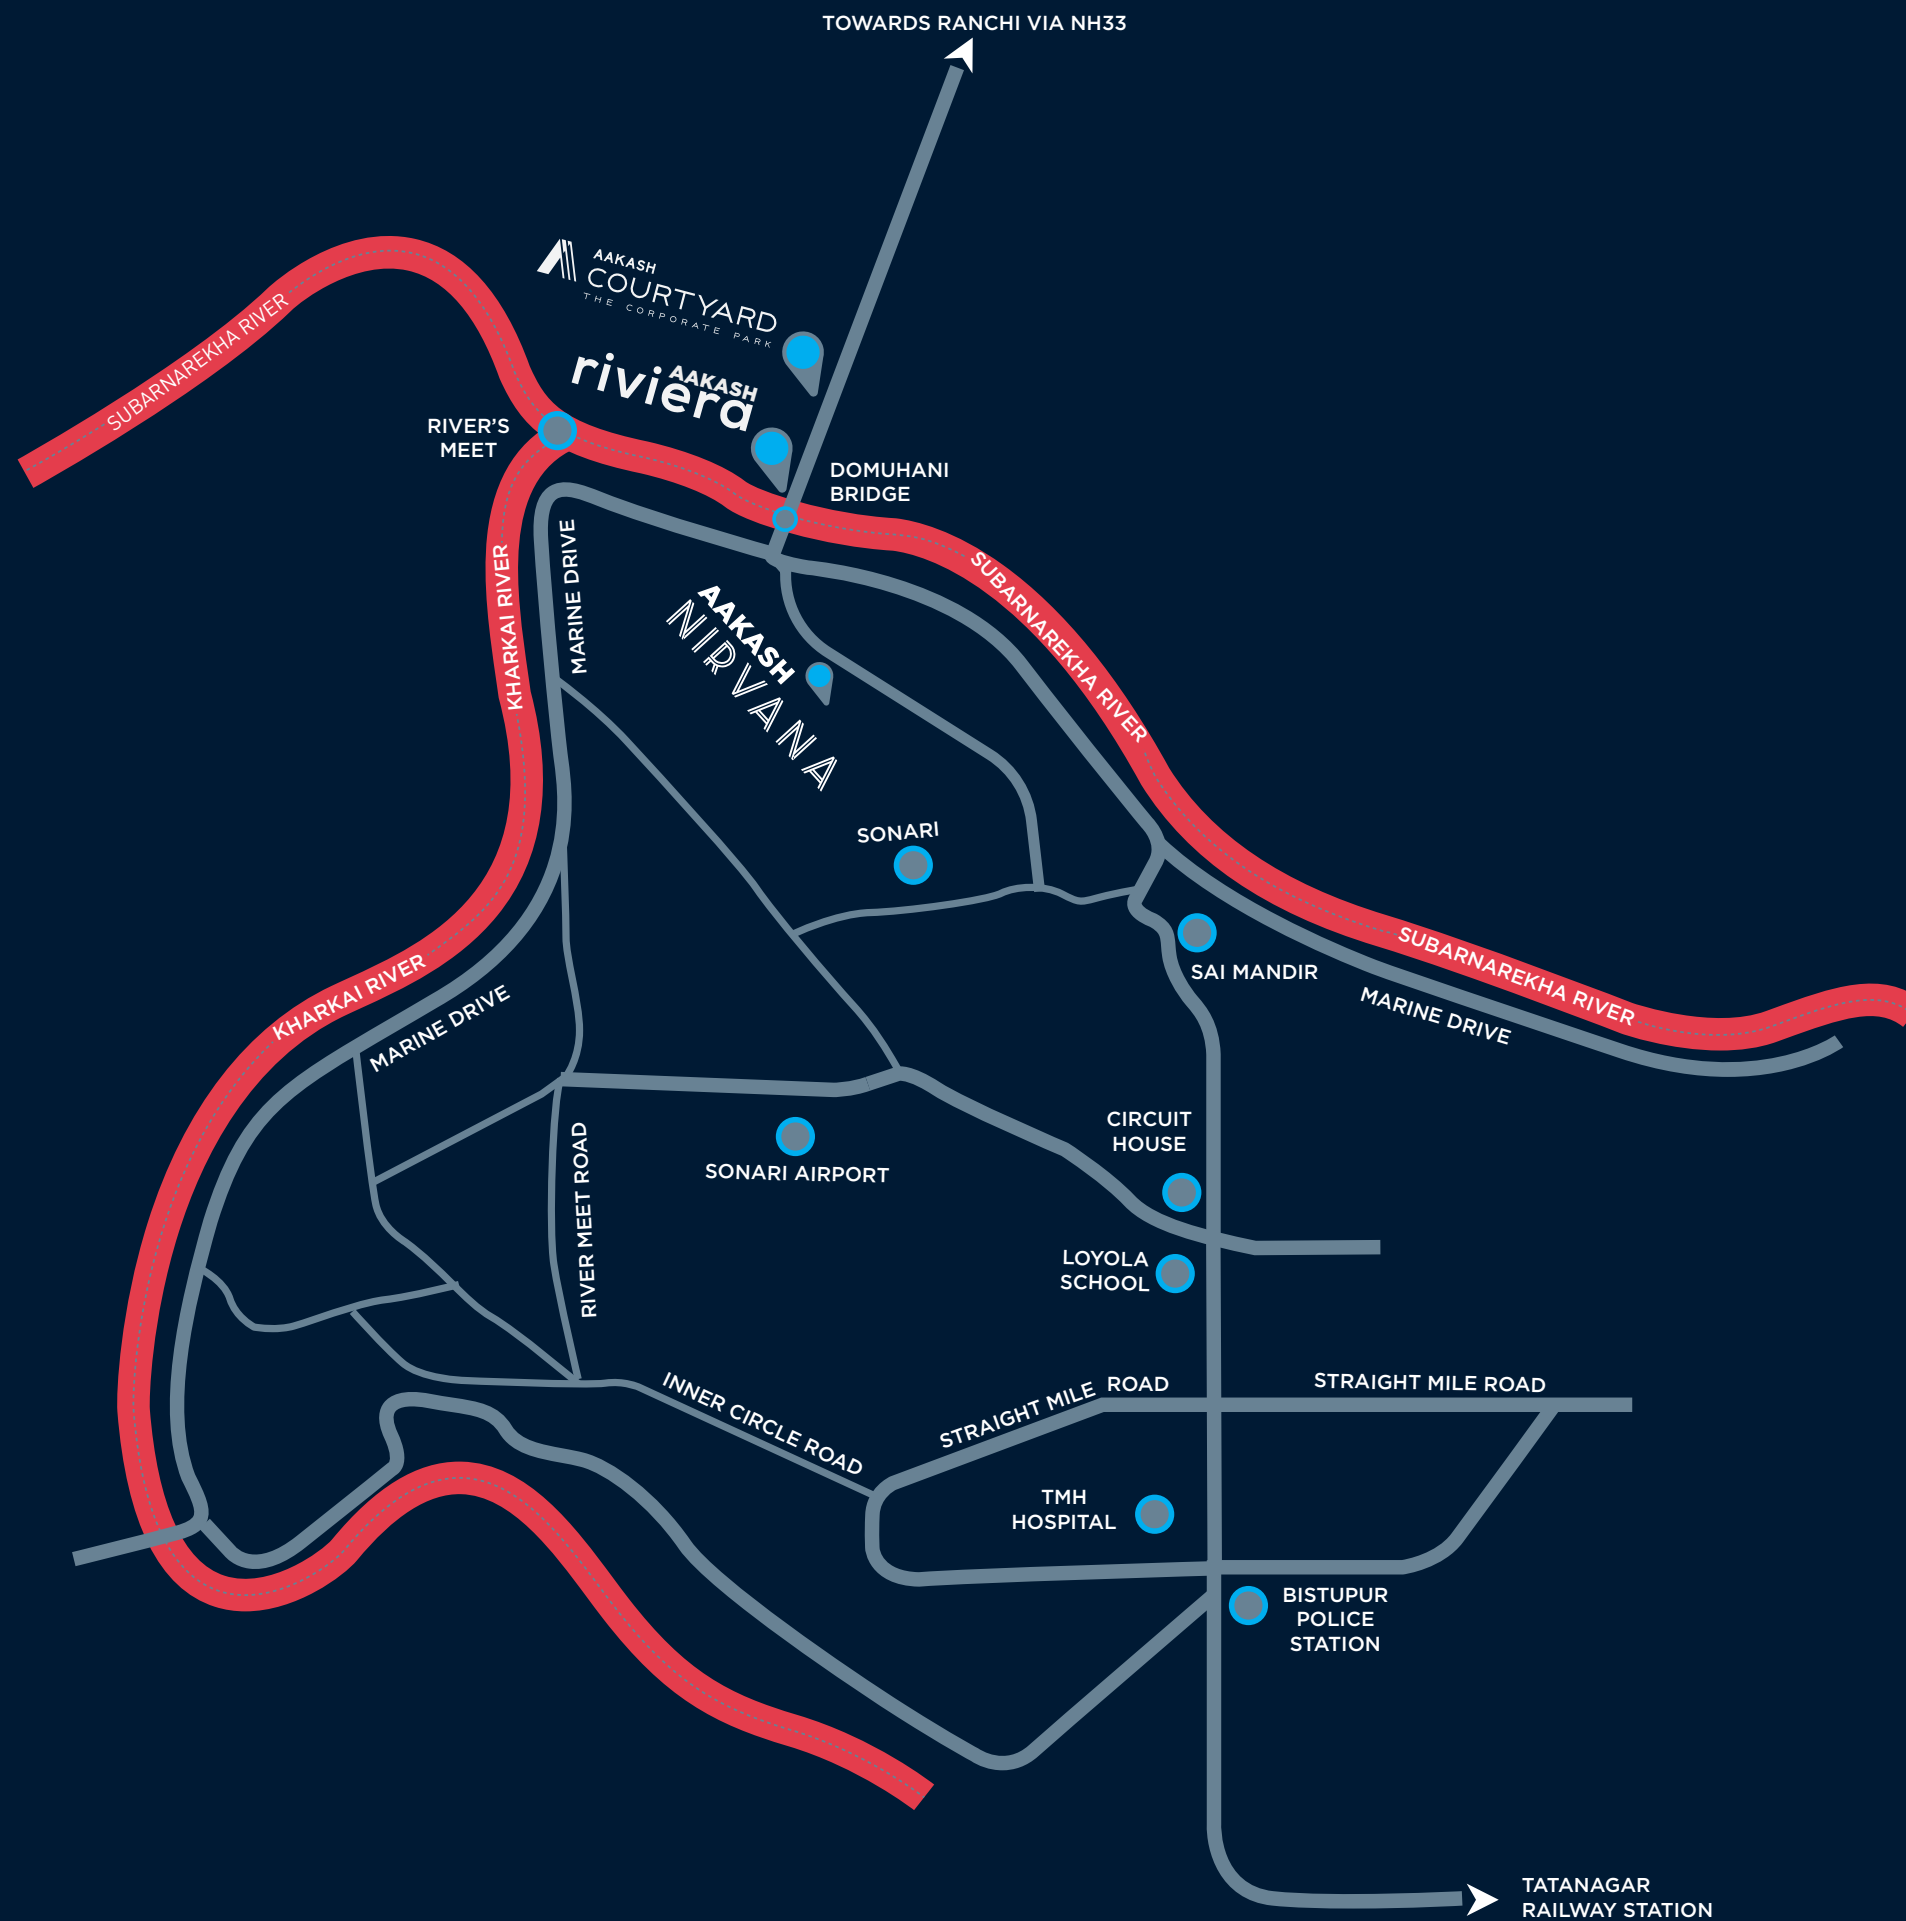 TOWARDS RANCHI VIA NH33
AAKASH
COURTYARD
THE CORPORATE PARK
SUBARNAREKHA RIVER
AAKASH
riviera
RIVER'S
MEET
DOMUHANI
BRIDGE
KHARKAI RIVER
MARINE DRIVE
SUBARNAREKHA RIVER
AAKASH
NIRVANA
SONARI
SAI MANDIR
SUBARNAREKHA RIVER
MARINE DRIVE
KHARKAI RIVER
MARINE DRIVE
CIRCUIT
HOUSE
SONARI AIRPORT
RIVER MEET ROAD
LOYOLA
SCHOOL
INNER CIRCLE ROAD
STRAIGHT MILE ROAD
STRAIGHT MILE ROAD
TMH
HOSPITAL
BISTUPUR
POLICE
STATION
TATANAGAR
RAILWAY STATION